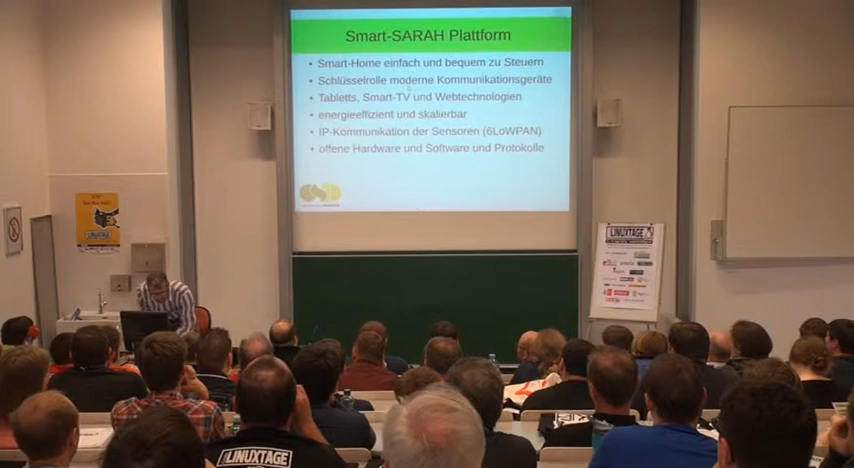 Smart-SARAH Plattform
• Smart-Home einfach und bequem zu Steuern
• Schlüsselrolle moderne Kommunikationsgeräte
• Tabletts, Smart-TV und Webtechnologien
• energieeffizient und skalierbar
• IP-Kommunikation der Sensoren (6LoWPAN)
• offene Hardware und Software und Protokolle
LINUXTAGE
LINUXTAGE
LINUXTAGE